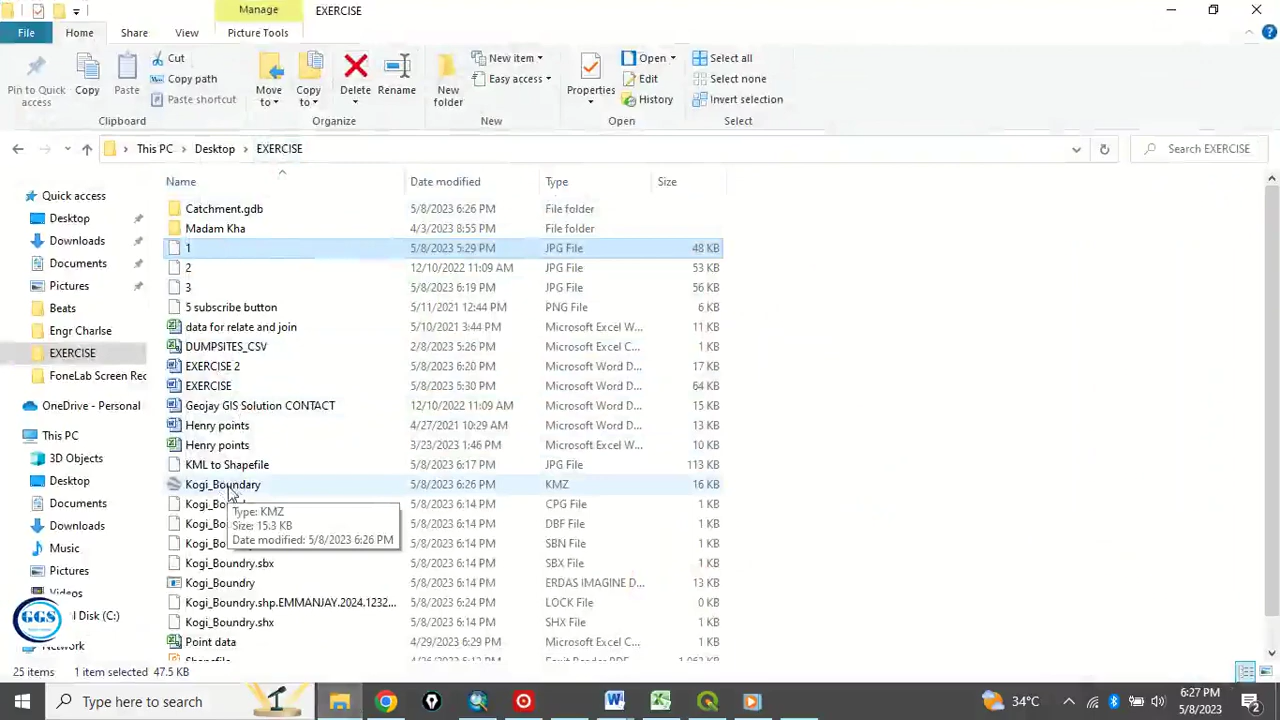 Manage EXERCISE
File Home Share View Picture Tools
Pin to Quick access
Copy
Paste
Cut
Copy path
Paste shortcut
Clipboard
Move to
Copy to
Delete
Rename
Organize
New folder
New item
Easy access
New
Properties
Open
Edit
History
Open
Select all
Select none
Invert selection
Select
This PC Desktop EXERCISE Search EXERCISE
Quick access
Desktop
Downloads
Documents
Pictures
Beats
Engr Charlse
EXERCISE
FoneLab Screen Rec
OneDrive - Personal
This PC
3D Objects
Desktop
Documents
Downloads
Music
Pictures
Videos
al Disk (C:)
Network
GGS
Name Date modified Type Size
Catchment.gdb 5/8/2023 6:26 PM File folder
Madam Kha 4/3/2023 8:55 PM File folder
1 5/8/2023 5:29 PM JPG File 48 KB
2 12/10/2022 11:09 AM JPG File 53 KB
3 5/8/2023 6:19 PM JPG File 56 KB
5 subscribe button 5/11/2021 12:44 PM PNG File 6 KB
data for relate and join 5/10/2021 3:44 PM Microsoft Excel W... 11 KB
DUMPSITES_CSV 2/8/2023 5:26 PM Microsoft Excel C... 1 KB
EXERCISE 2 5/8/2023 6:20 PM Microsoft Word D... 17 KB
EXERCISE 5/8/2023 5:30 PM Microsoft Word D... 64 KB
Geojay GIS Solution CONTACT 12/10/2022 11:09 AM Microsoft Word D... 15 KB
Henry points 4/27/2021 10:29 AM Microsoft Word D... 13 KB
Henry points 3/23/2023 1:46 PM Microsoft Excel W... 10 KB
KML to Shapefile 5/8/2023 6:17 PM JPG File 113 KB
Kogi_Boundary 5/8/2023 6:26 PM KMZ 16 KB
Kogi_Bou 5/8/2023 6:14 PM CPG File 1 KB
Kogi_Bo 5/8/2023 6:14 PM DBF File 1 KB
Kogi_Bo 5/8/2023 6:14 PM SBN File 1 KB
Kogi_Boundry.sbx 5/8/2023 6:14 PM SBX File 1 KB
Kogi_Boundry 5/8/2023 6:14 PM ERDAS IMAGINE D... 13 KB
Kogi_Boundry.shp.EMMANJAY.2024.1232... 5/8/2023 6:24 PM LOCK File 0 KB
Kogi_Boundry.shx 5/8/2023 6:14 PM SHX File 1 KB
Point data 4/29/2023 6:29 PM Microsoft Excel C... 1 KB
Type: KMZ
Size: 15.3 KB
Date modified: 5/8/2023 6:26 PM
25 items 1 item selected 47.5 KB
Type here to search
34°C
6:27 PM
5/8/2023
2